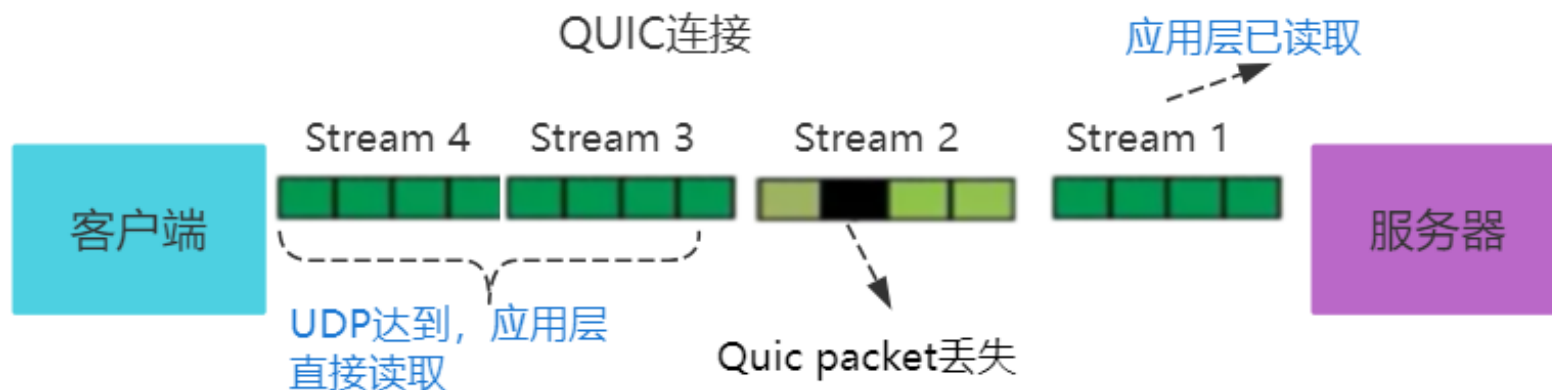 QUIC连接
应用层已读取
Stream 4
Stream 3
Stream 2
Stream 1
客户端
服务器
UDP达到，应用层
直接读取
Quic packet丢失